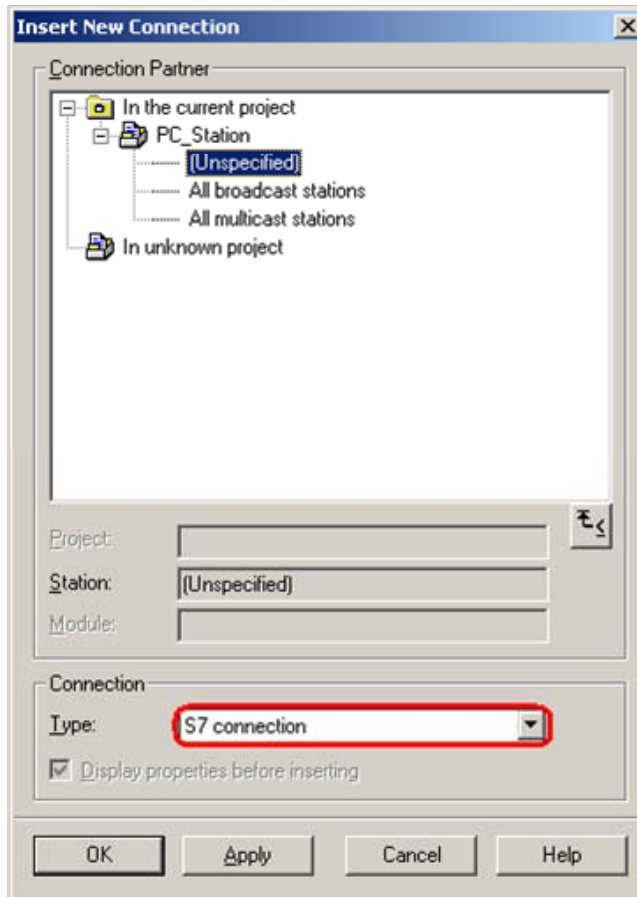 Insert New Connection
Connection Partner
In the current project
PC_Station
(Unspecified)
All broadcast stations
All multicast stations
In unknown project
Project:
Station: (Unspecified)
Module:
Connection
Type: S7 connection
Display properties before inserting
OK Apply Cancel Help